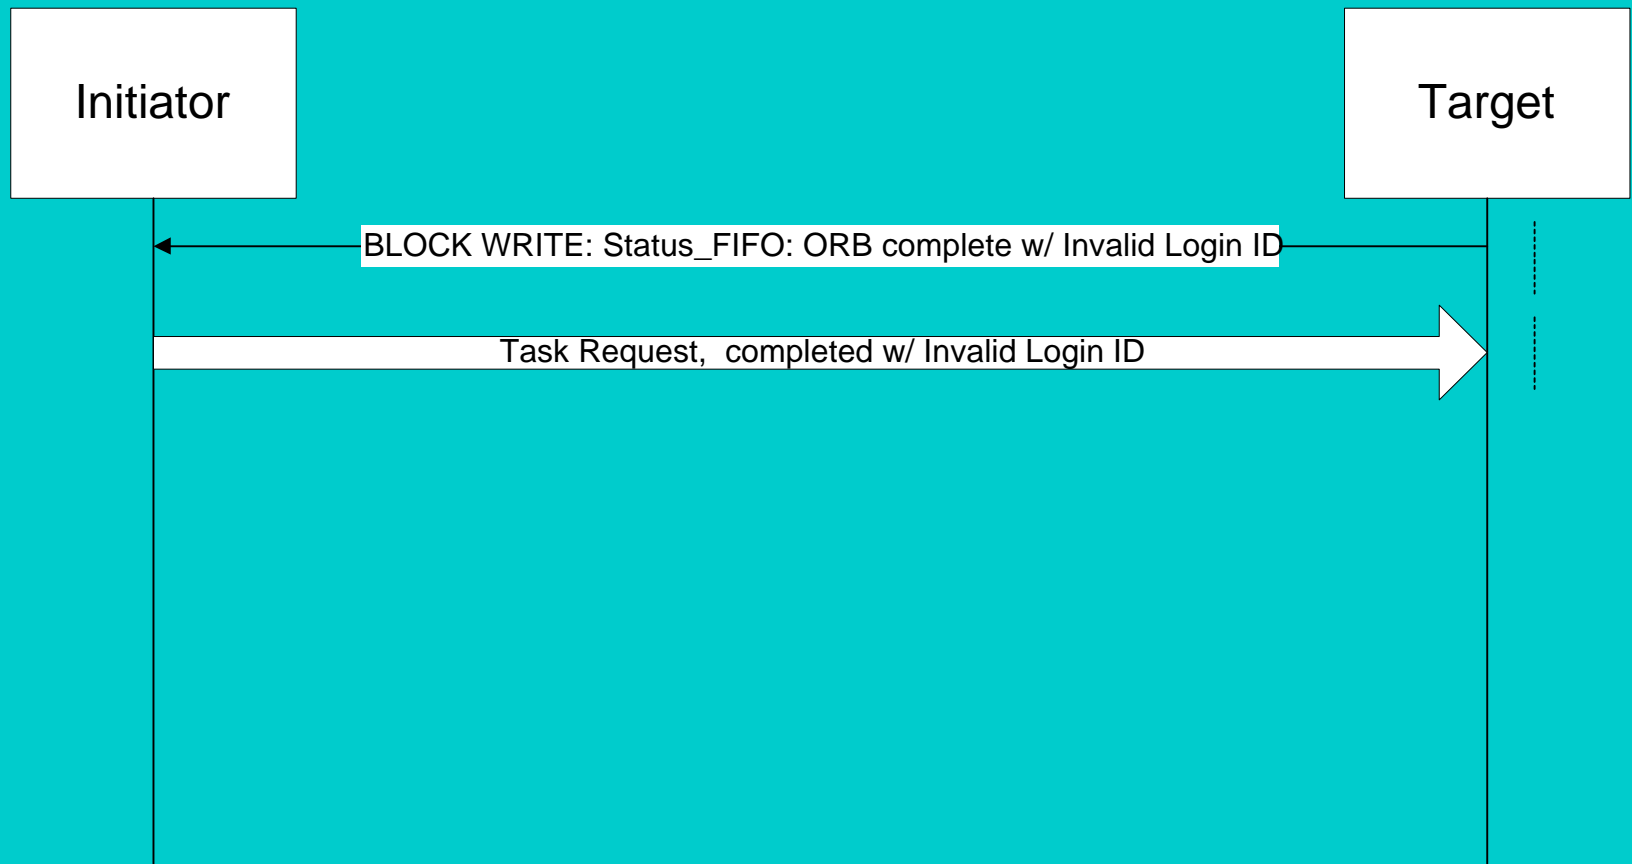 Initiator
Target
BLOCK WRITE: Status_FIFO: ORB complete w/ Invalid Login ID
Task Request,  completed w/ Invalid Login ID